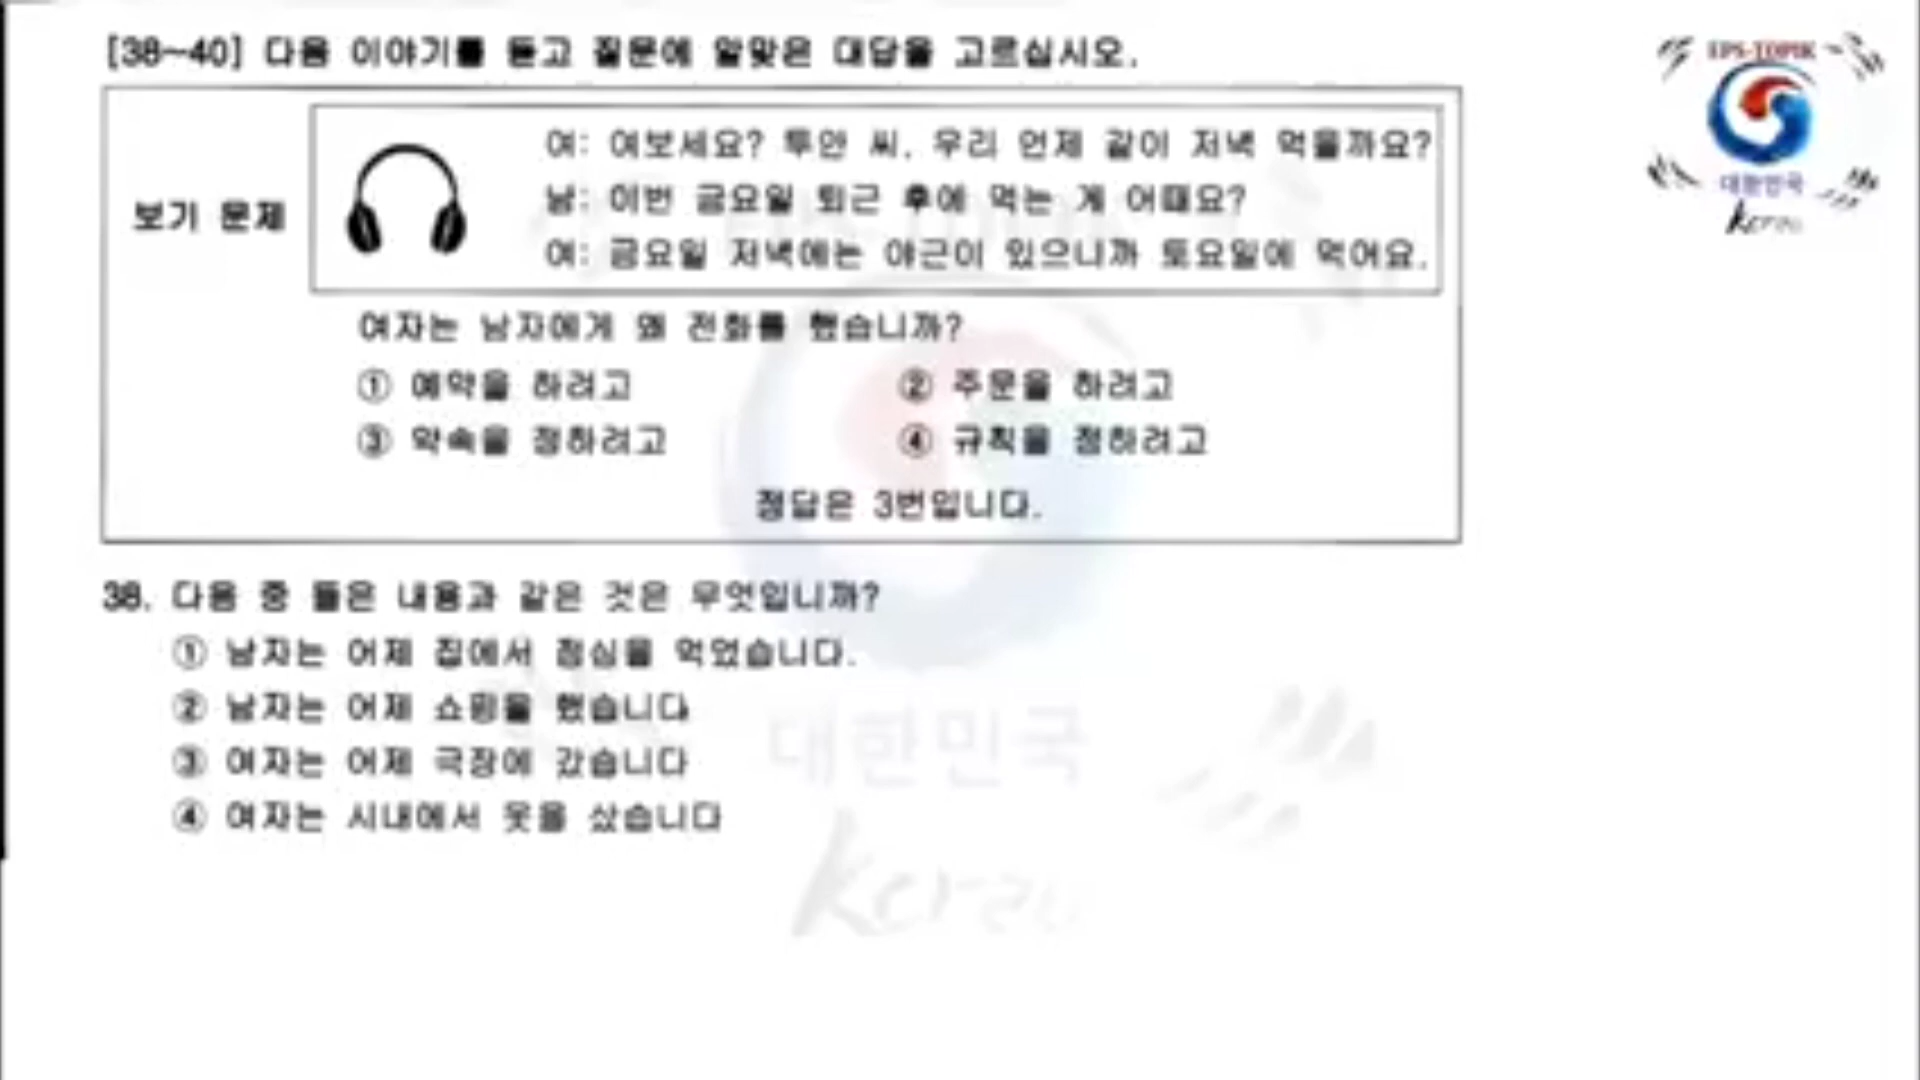 [38~40] 다음 이야기를 듣고 질문에 알맞은 대답을 고르십시오.
EPS-TOPIK
대한민국
Korea
보기 문제
여: 여보세요? 투안 씨, 우리 언제 같이 저녁 먹을까요?
남: 이번 금요일 퇴근 후에 먹는 게 어때요?
여: 금요일 저녁에는 야근이 있으니까 토요일에 먹어요.
여자는 남자에게 왜 전화를 했습니까?
① 예약을 하려고 ② 주문을 하려고
③ 약속을 정하려고 ④ 규칙을 정하려고
정답은 3번입니다.
38. 다음 중 들은 내용과 같은 것은 무엇입니까?
① 남자는 어제 집에서 점심을 먹었습니다.
② 남자는 어제 쇼핑을 했습니다
③ 여자는 어제 극장에 갔습니다
④ 여자는 시내에서 옷을 샀습니다
대한민국
Korea